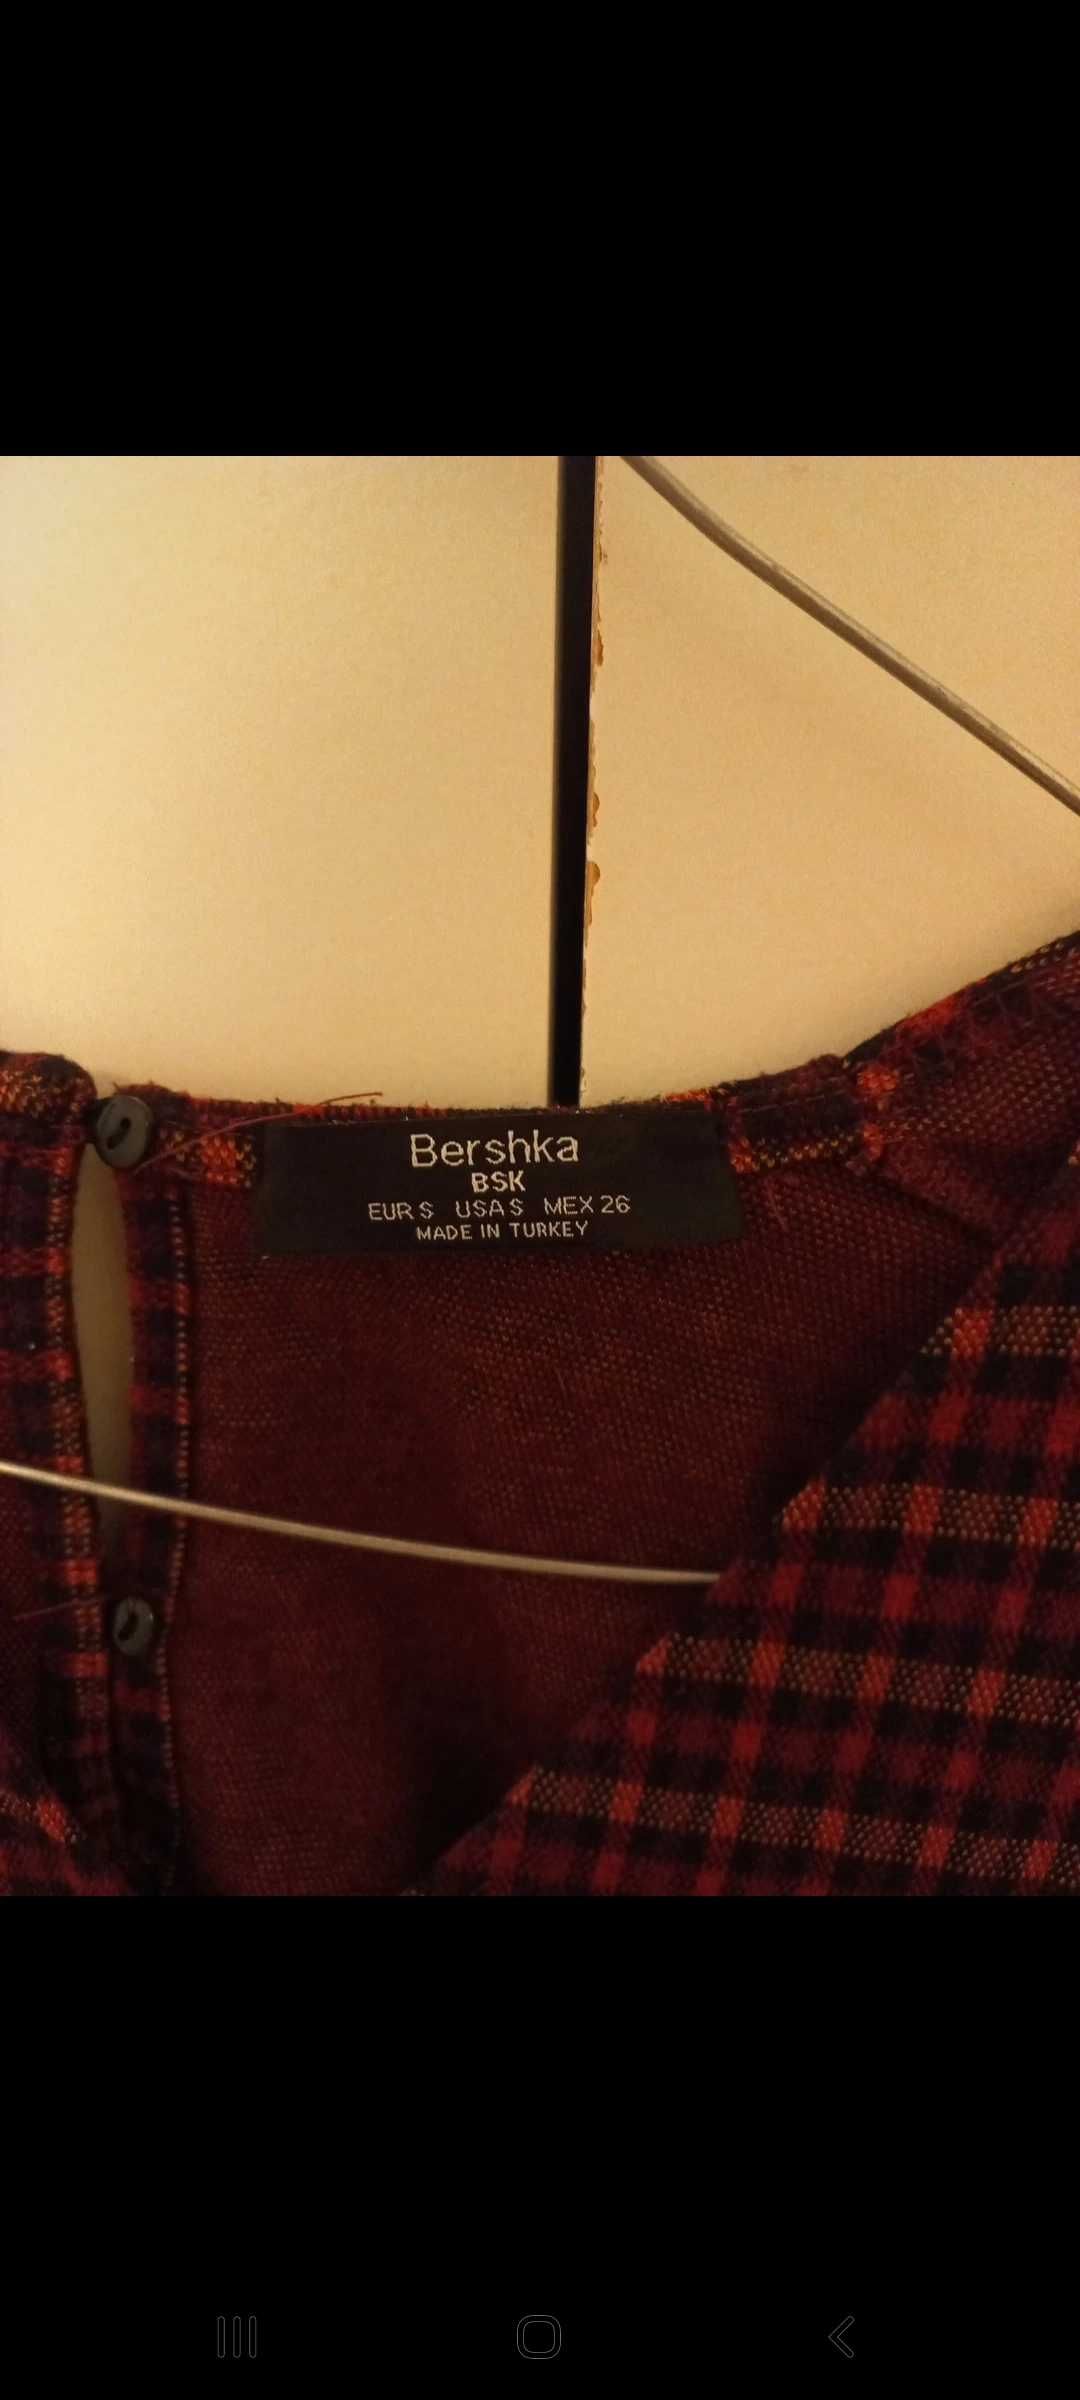 Bershka
BSK
EUR S USA S MEX 26
MADE IN TURKEY